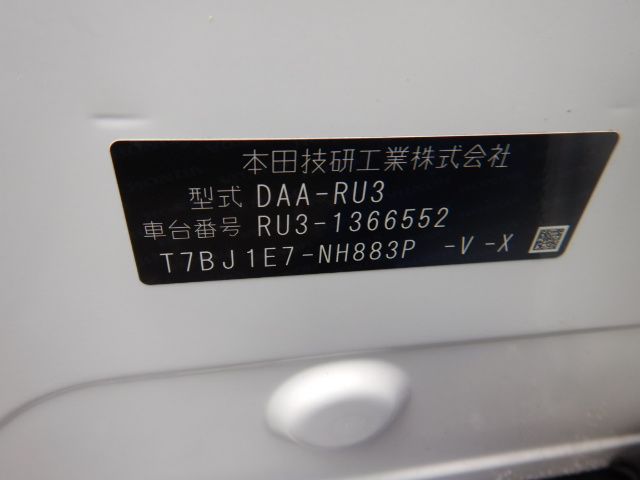 本田技研工業株式会社
型式 DAA-RU3
車台番号 RU3-1366552
T7BJ1E7-NH883P -V -X